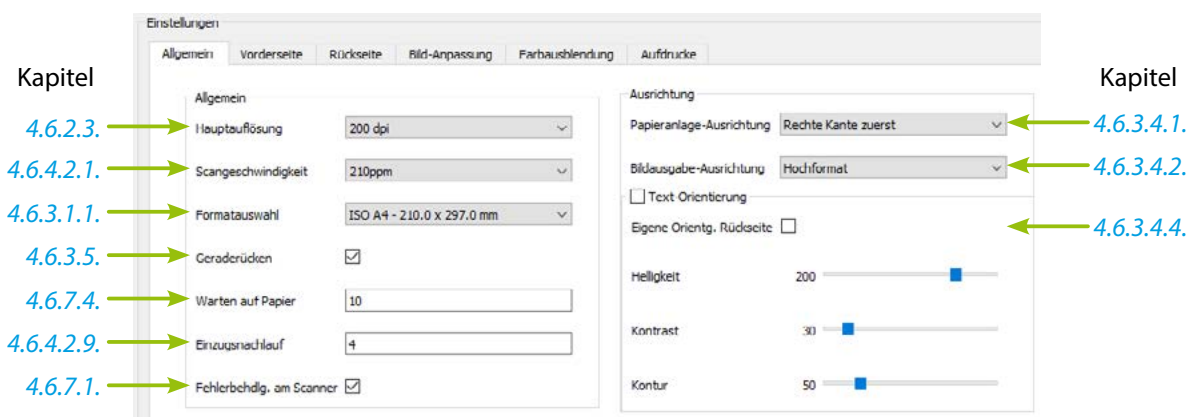 Einstellungen
Allgemein Vorderseite Rückseite Bild-Anpassung Farbausblendung Aufdrucke
Kapitel
Allgemein
4.6.2.3. Hauptauflösung 200 dpi
4.6.4.2.1. Scangeschwindigkeit 210ppm
4.6.3.1.1. Formatauswahl ISO A4 - 210.0 x 297.0 mm
4.6.3.5. Geraderücken
4.6.7.4. Warten auf Papier 10
4.6.4.2.9. Einzugsnachlauf 4
4.6.7.1. Fehlerbehdlg. am Scanner
Kapitel
Ausrichtung
Papieranlage-Ausrichtung Rechte Kante zuerst 4.6.3.4.1.
Bildausgabe-Ausrichtung Hochformat 4.6.3.4.2.
Text Orientierung
Eigene Orientg. Rückseite 4.6.3.4.4.
Helligkeit 200
Kontrast 30
Kontur 50